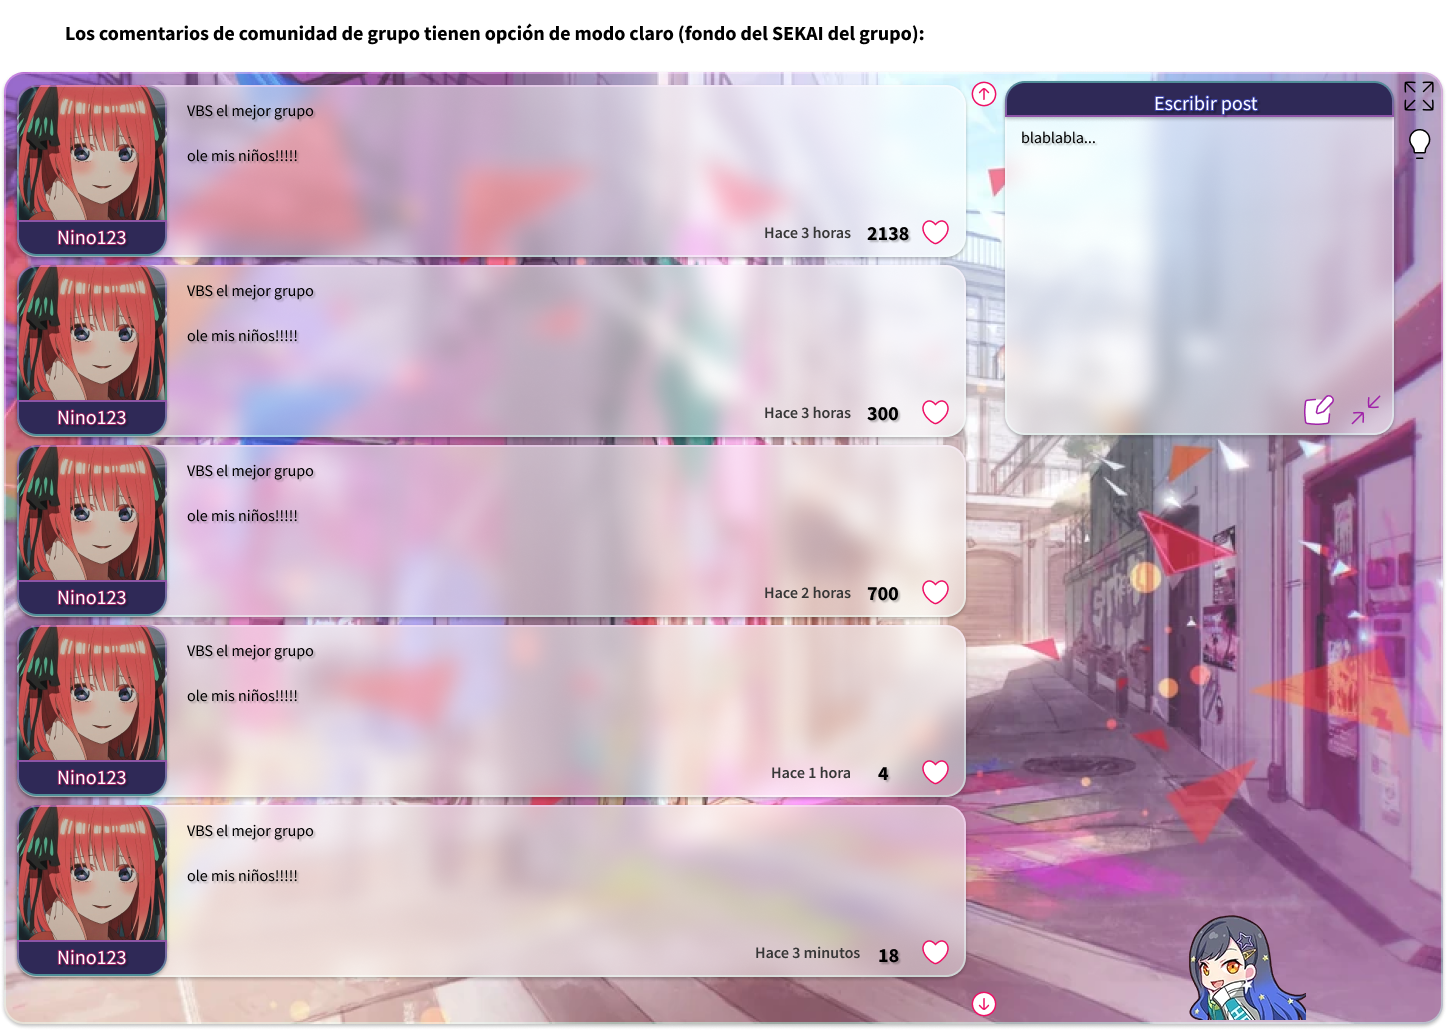 Los comentarios de comunidad de grupo tienen opción de modo claro (fondo del SEKAI del grupo):
VBS el mejor grupo
ole mis niños!!!!!
Nino123
Hace 3 horas 2138
VBS el mejor grupo
ole mis niños!!!!!
Nino123
Hace 3 horas 300
VBS el mejor grupo
ole mis niños!!!!!
Nino123
Hace 2 horas 700
VBS el mejor grupo
ole mis niños!!!!!
Nino123
Hace 1 hora 4
VBS el mejor grupo
ole mis niños!!!!!
Nino123
Hace 3 minutos 18
Escribir post
blablabla...